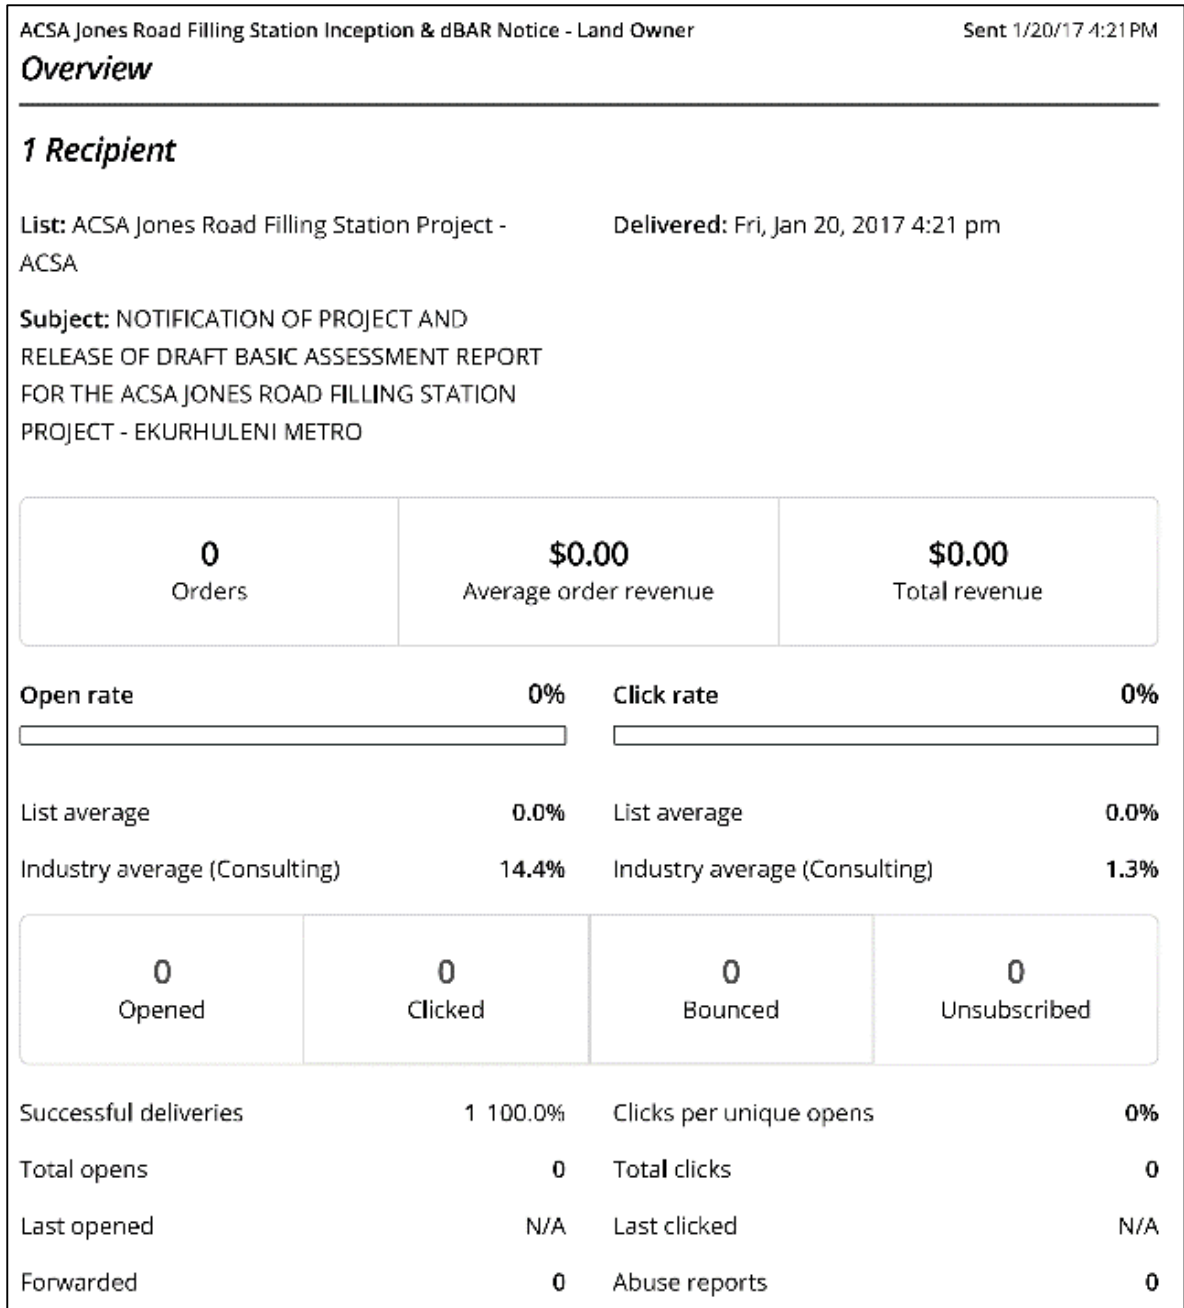 ACSA Jones Road Filling Station Inception & dBAR Notice - Land Owner Sent 1/20/17 4:21PM
Overview
1 Recipient
List: ACSA Jones Road Filling Station Project - Delivered: Fri, Jan 20, 2017 4:21 pm
ACSA
Subject: NOTIFICATION OF PROJECT AND
RELEASE OF DRAFT BASIC ASSESSMENT REPORT
FOR THE ACSA JONES ROAD FILLING STATION
PROJECT - EKURHULENI METRO
0 $0.00 $0.00
Orders Average order revenue Total revenue
Open rate 0% Click rate 0%
List average 0.0% List average 0.0%
Industry average (Consulting) 14.4% Industry average (Consulting) 1.3%
0 0 0 0
Opened Clicked Bounced Unsubscribed
Successful deliveries 1 100.0% Clicks per unique opens 0%
Total opens 0 Total clicks 0
Last opened N/A Last clicked N/A
Forwarded 0 Abuse reports 0